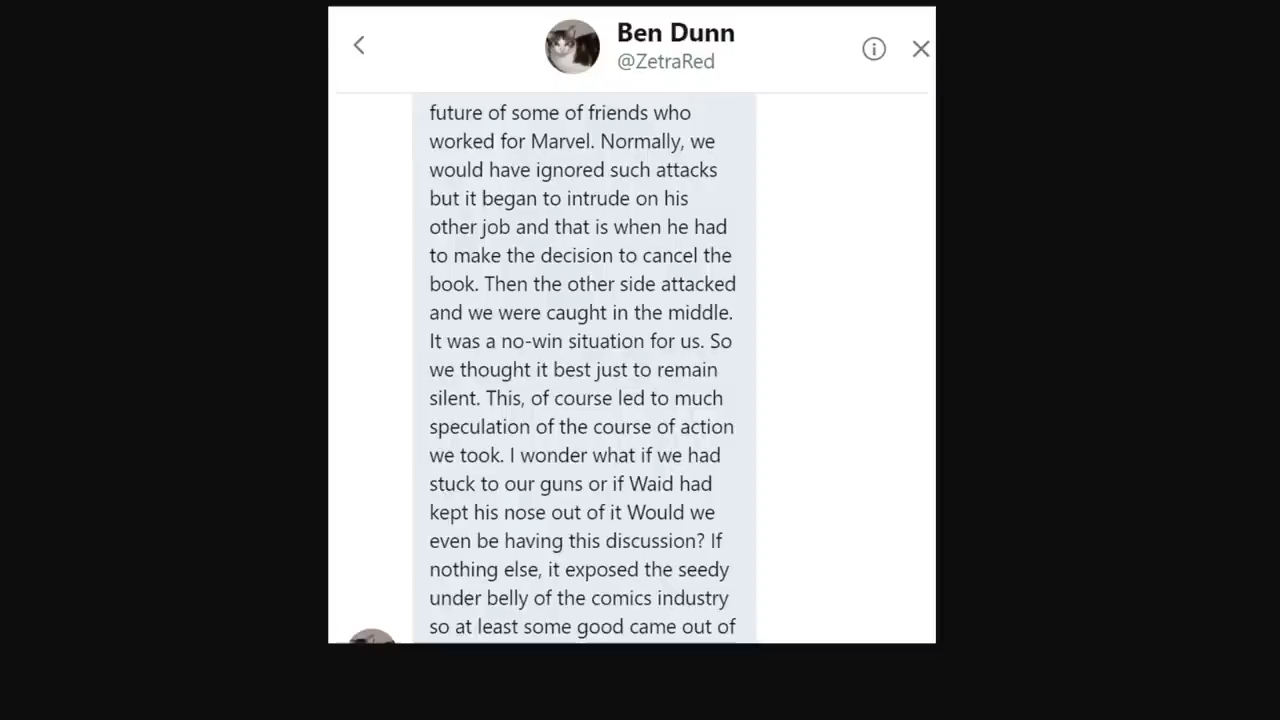 Ben Dunn
@ZetraRed
future of some of friends who
worked for Marvel. Normally, we
would have ignored such attacks
but it began to intrude on his
other job and that is when he had
to make the decision to cancel the
book. Then the other side attacked
and we were caught in the middle.
It was a no-win situation for us. So
we thought it best just to remain
silent. This, of course led to much
speculation of the course of action
we took. I wonder what if we had
stuck to our guns or if Waid had
kept his nose out of it Would we
even be having this discussion? If
nothing else, it exposed the seedy
under belly of the comics industry
so at least some good came out of